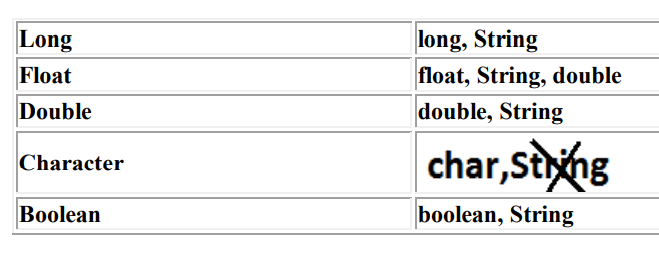 Long long, String
Float float, String, double
Double double, String
Character char,String
Boolean boolean, String